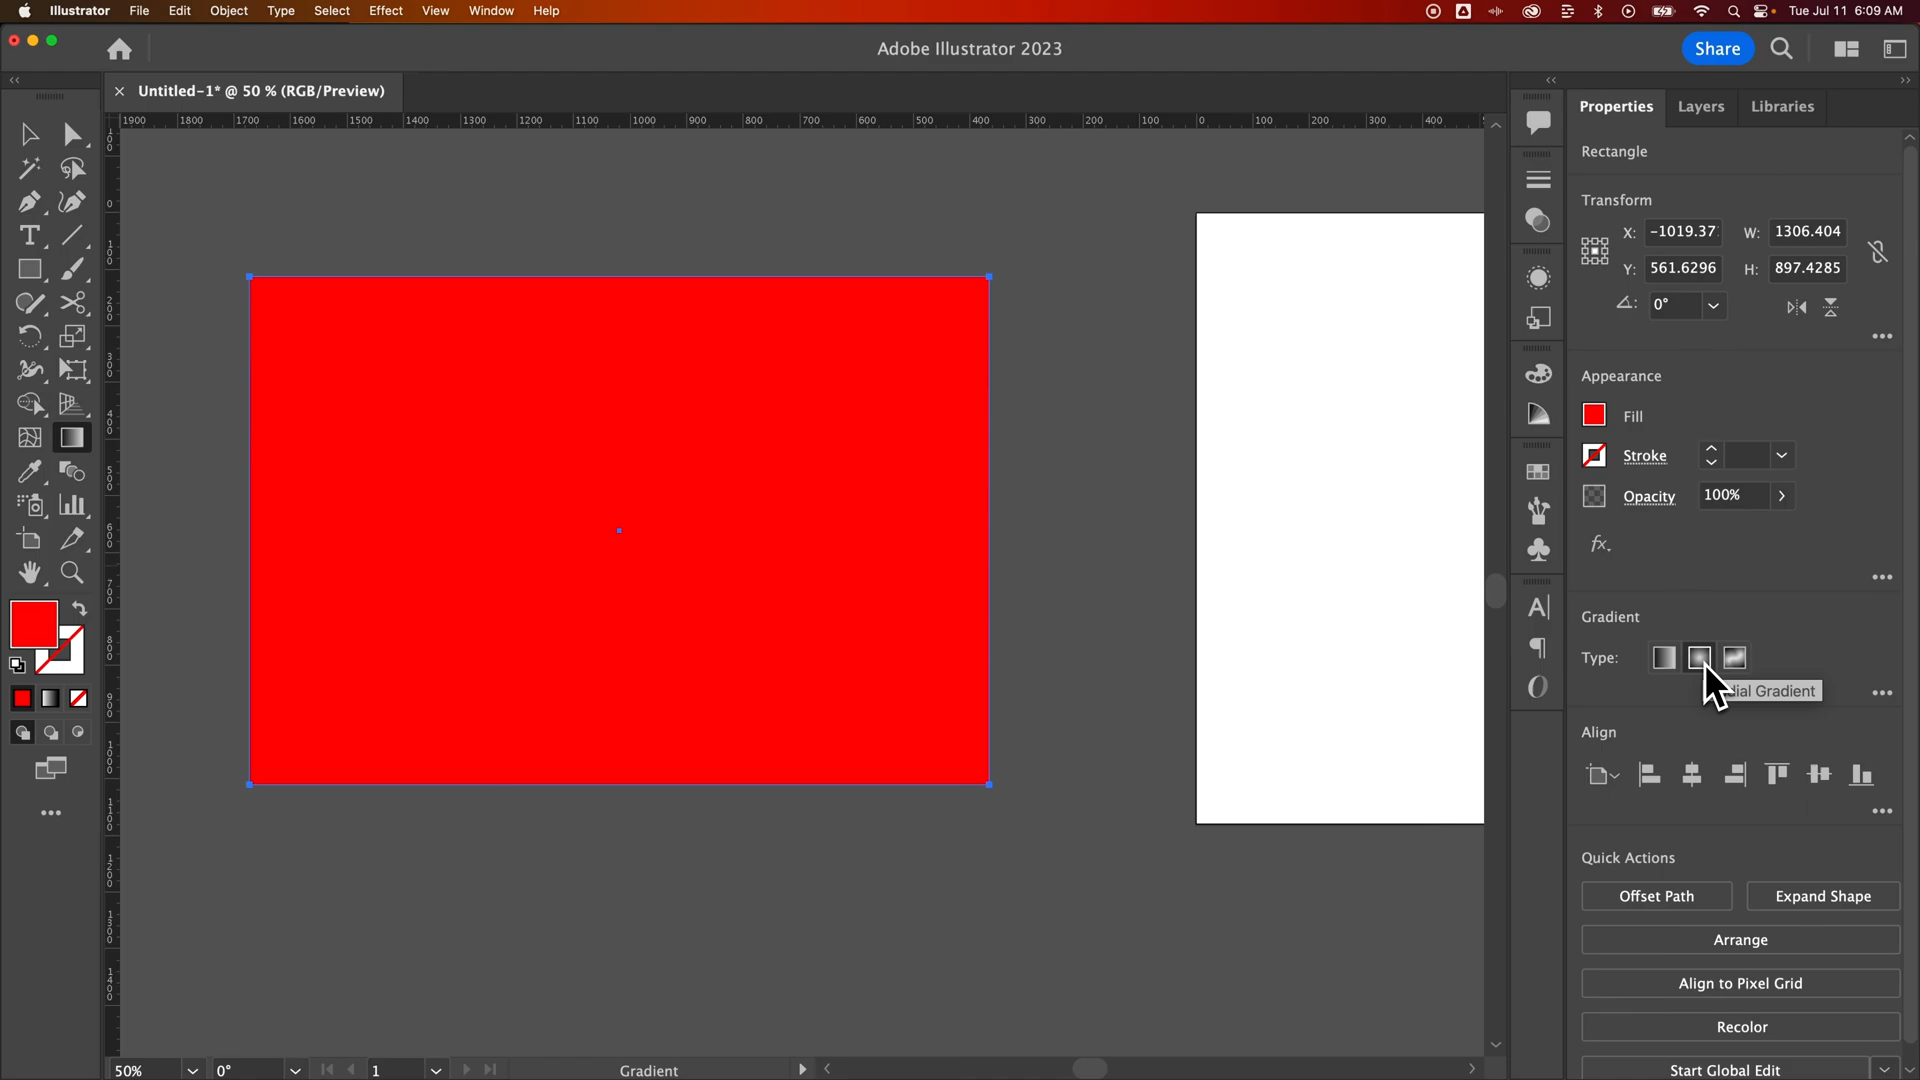 Illustrator File Edit Object Type Select Effect View Window Help Tue Jul 11 6:09 AM
Adobe Illustrator 2023
Share
Untitled-1* @ 50 % (RGB/Preview)
Properties Layers Libraries
1900 1800 1700 1600 1500 1400 1300 1200 1100 1000 900 800 700 600 500 400 300 200 100 0 100 200 300 400
Rectangle
Transform
X: -1019.37 W: 1306.404
Y: 561.6296 H: 897.4285
0°
Appearance
Fill
Stroke
Opacity 100%
fx
Gradient
Type:
dial Gradient
Align
Quick Actions
Offset Path Expand Shape
Arrange
Align to Pixel Grid
Recolor
Start Global Edit
50% 0° 1 Gradient